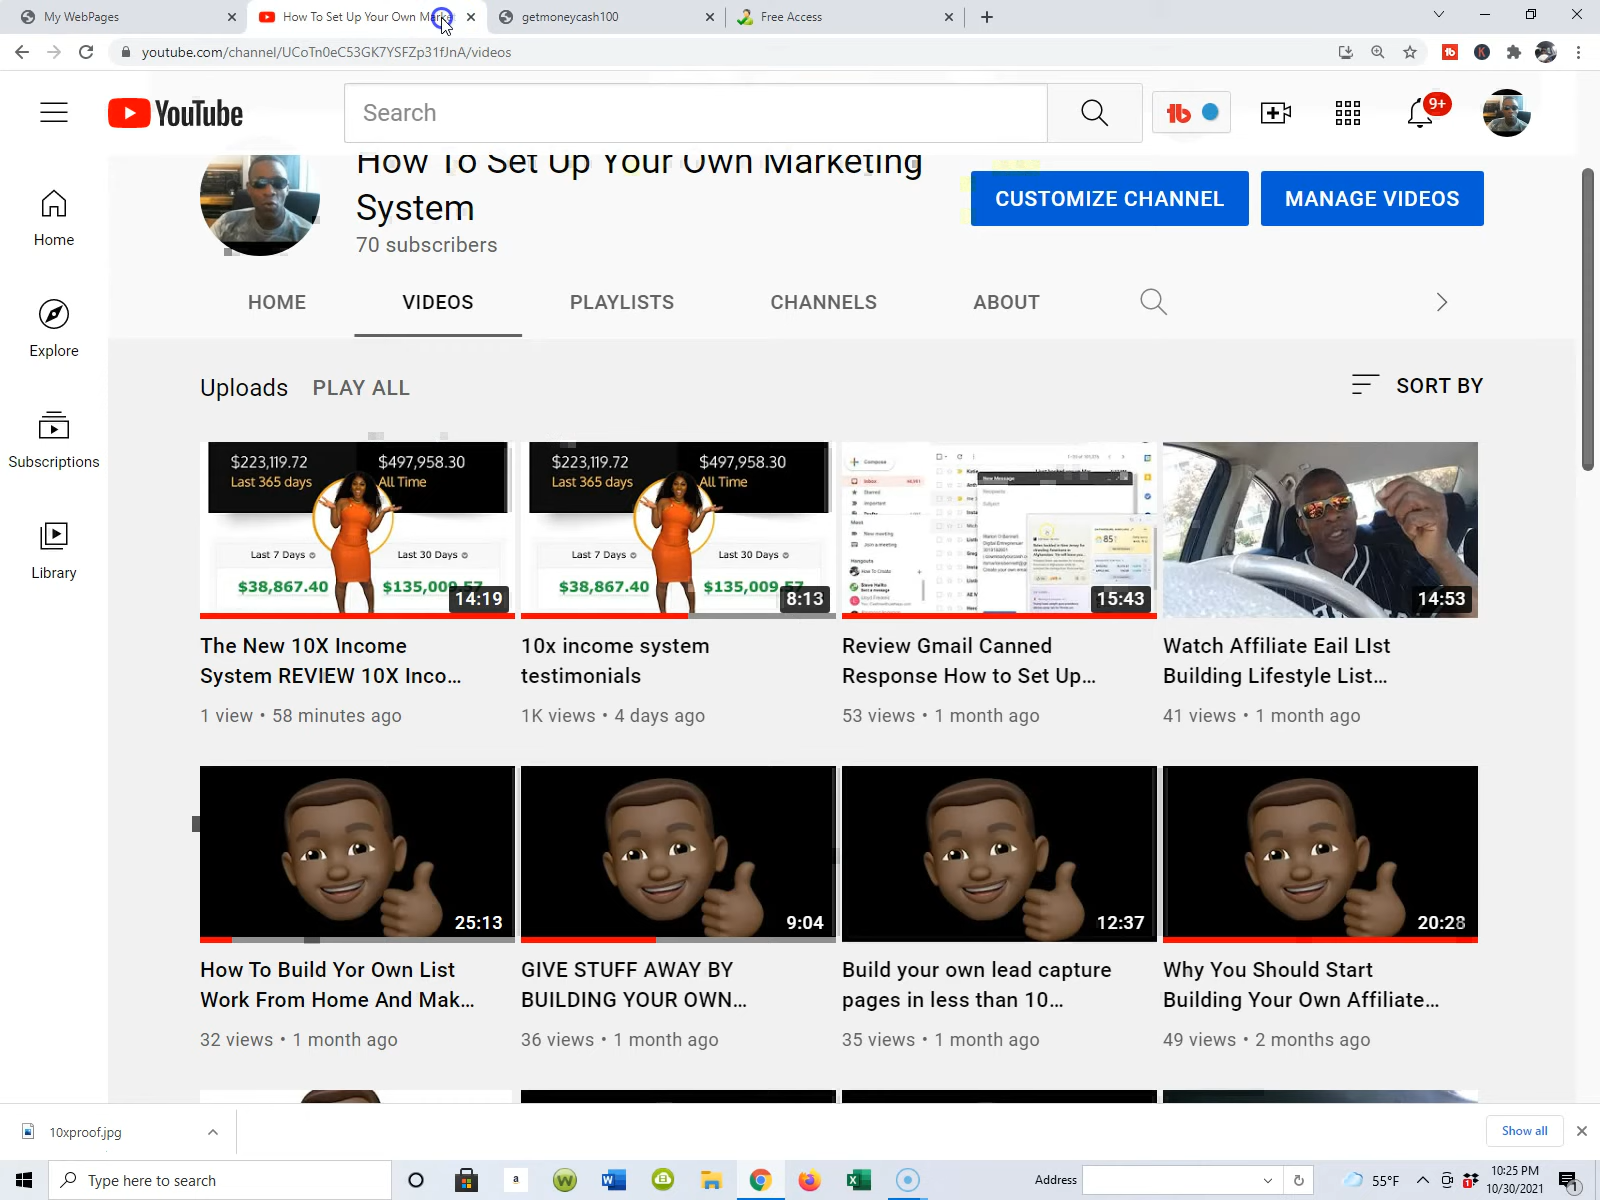 My WebPages
How To Set Up Your Own Marke
getmoneycash100
Free Access
youtube.com/channel/UCoTn0eC53GK7YSFZp31fJnA/videos
YouTube
Search
9+
How To Set Up Your Own Marketing
System
70 subscribers
CUSTOMIZE CHANNEL
MANAGE VIDEOS
Home
Explore
Subscriptions
Library
HOME
VIDEOS
PLAYLISTS
CHANNELS
ABOUT
Uploads
PLAY ALL
SORT BY
$223,119.72
Last 365 days
$497,958.30
All Time
Last 7 Days
Last 30 Days
$38,867.40
$135,009.57
14:19
$223,119.72
Last 365 days
$497,958.30
All Time
Last 7 Days
Last 30 Days
$38,867.40
$135,009.57
8:13
Compose
Inbox
New Message
15:43
14:53
The New 10X Income
System REVIEW 10X Inco...
1 view • 58 minutes ago
10x income system
testimonials
1K views • 4 days ago
Review Gmail Canned
Response How to Set Up...
53 views • 1 month ago
Watch Affiliate Eail LIst
Building Lifestyle List...
41 views • 1 month ago
25:13
9:04
12:37
20:28
How To Build Yor Own List
Work From Home And Mak...
32 views • 1 month ago
GIVE STUFF AWAY BY
BUILDING YOUR OWN...
36 views • 1 month ago
Build your own lead capture
pages in less than 10...
35 views • 1 month ago
Why You Should Start
Building Your Own Affiliate...
49 views • 2 months ago
10xproof.jpg
Show all
Type here to search
Address
55°F
10:25 PM
10/30/2021